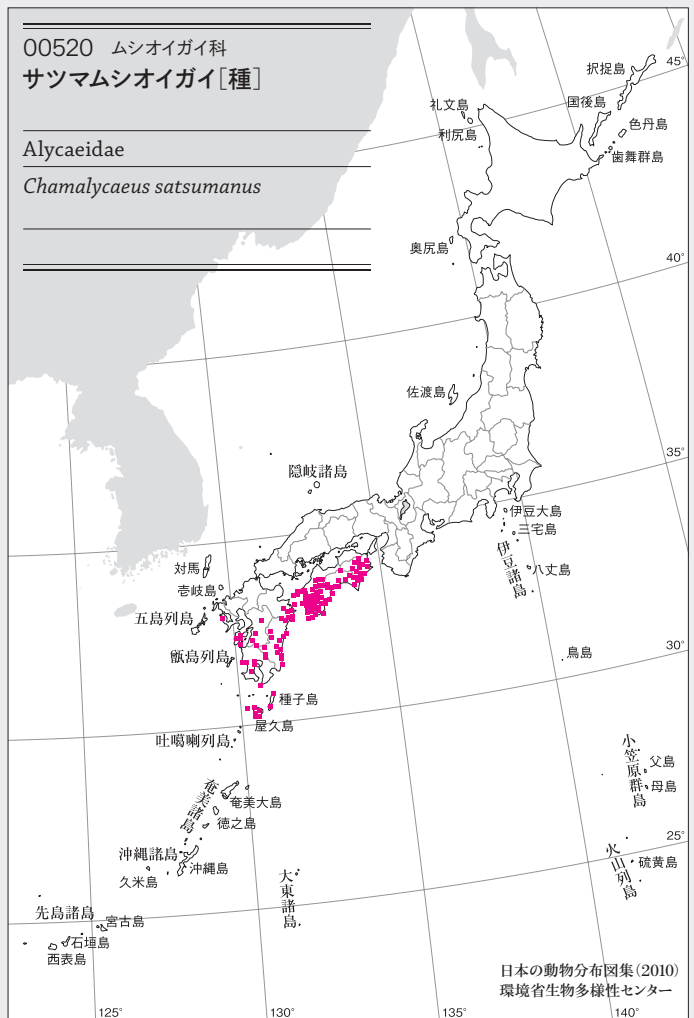 00520 ムシオイガイ科
サツマムシオイガイ[種]
Alycaeidae
Chamalycaeus satsumanus
択捉島
45°
礼文島
国後島
利尻島
色丹島
歯舞群島
奥尻島
40°
佐渡島
35°
隠岐諸島
伊豆大島
三宅島
伊豆諸島
八丈島
対馬
壱岐島
五島列島
甑島列島
鳥島
30°
種子島
屋久島
吐噶喇列島
小笠原群島
父島
母島
奄美諸島
奄美大島
徳之島
25°
沖縄諸島
沖縄島
久米島
火山列島
硫黄島
大東諸島
先島諸島
宮古島
石垣島
西表島
日本の動物分布図集(2010)
環境省生物多様性センター
125°
130°
135°
140°